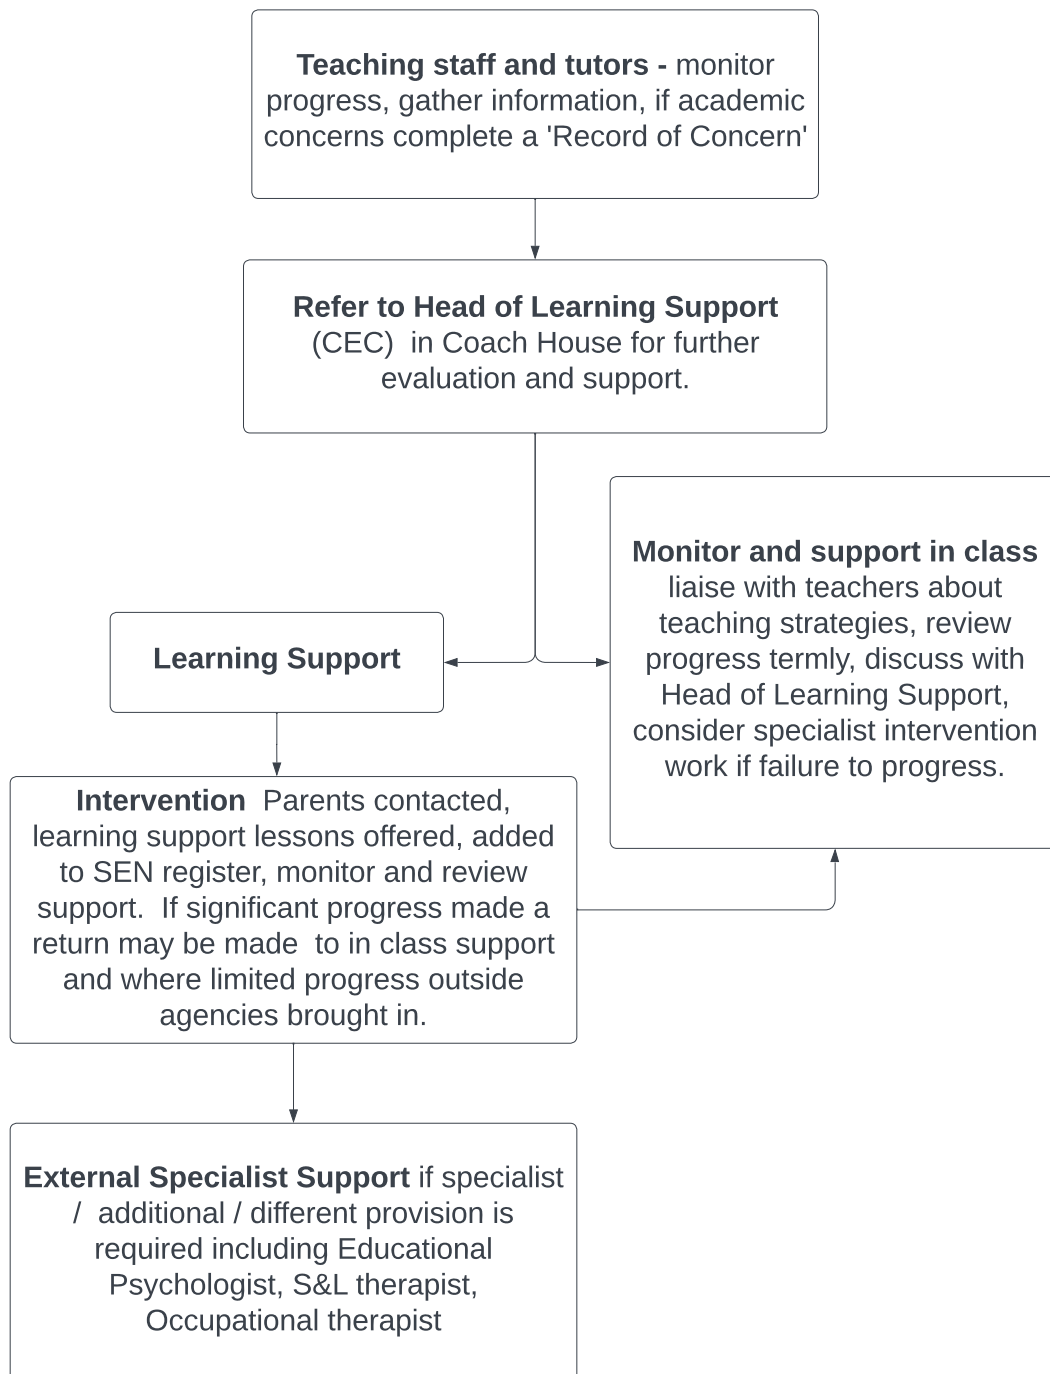 Teaching staff and tutors - monitor
progress, gather information, if academic
concerns complete a 'Record of Concern'
Refer to Head of Learning Support
(CEC)  in Coach House for further
evaluation and support.
Monitor and support in class
liaise with teachers about
teaching strategies, review
progress termly, discuss with
Head of Learning Support,
consider specialist intervention
work if failure to progress.
Learning Support
Intervention  Parents contacted,
learning support lessons offered, added
to SEN register, monitor and review
support.  If significant progress made a
return may be made  to in class support
and where limited progress outside
agencies brought in.
External Specialist Support if specialist
/  additional / different provision is
required including Educational
Psychologist, S&L therapist,
Occupational therapist